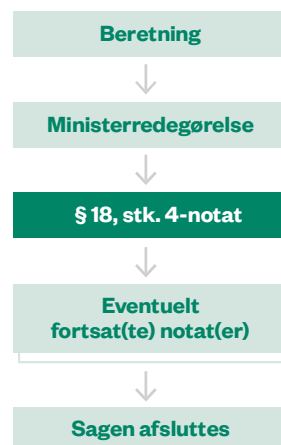 Beretning
Ministerredegørelse
§ 18, stk. 4-notat
Eventuelt
fortsat(te) notat(er)
Sagen afsluttes